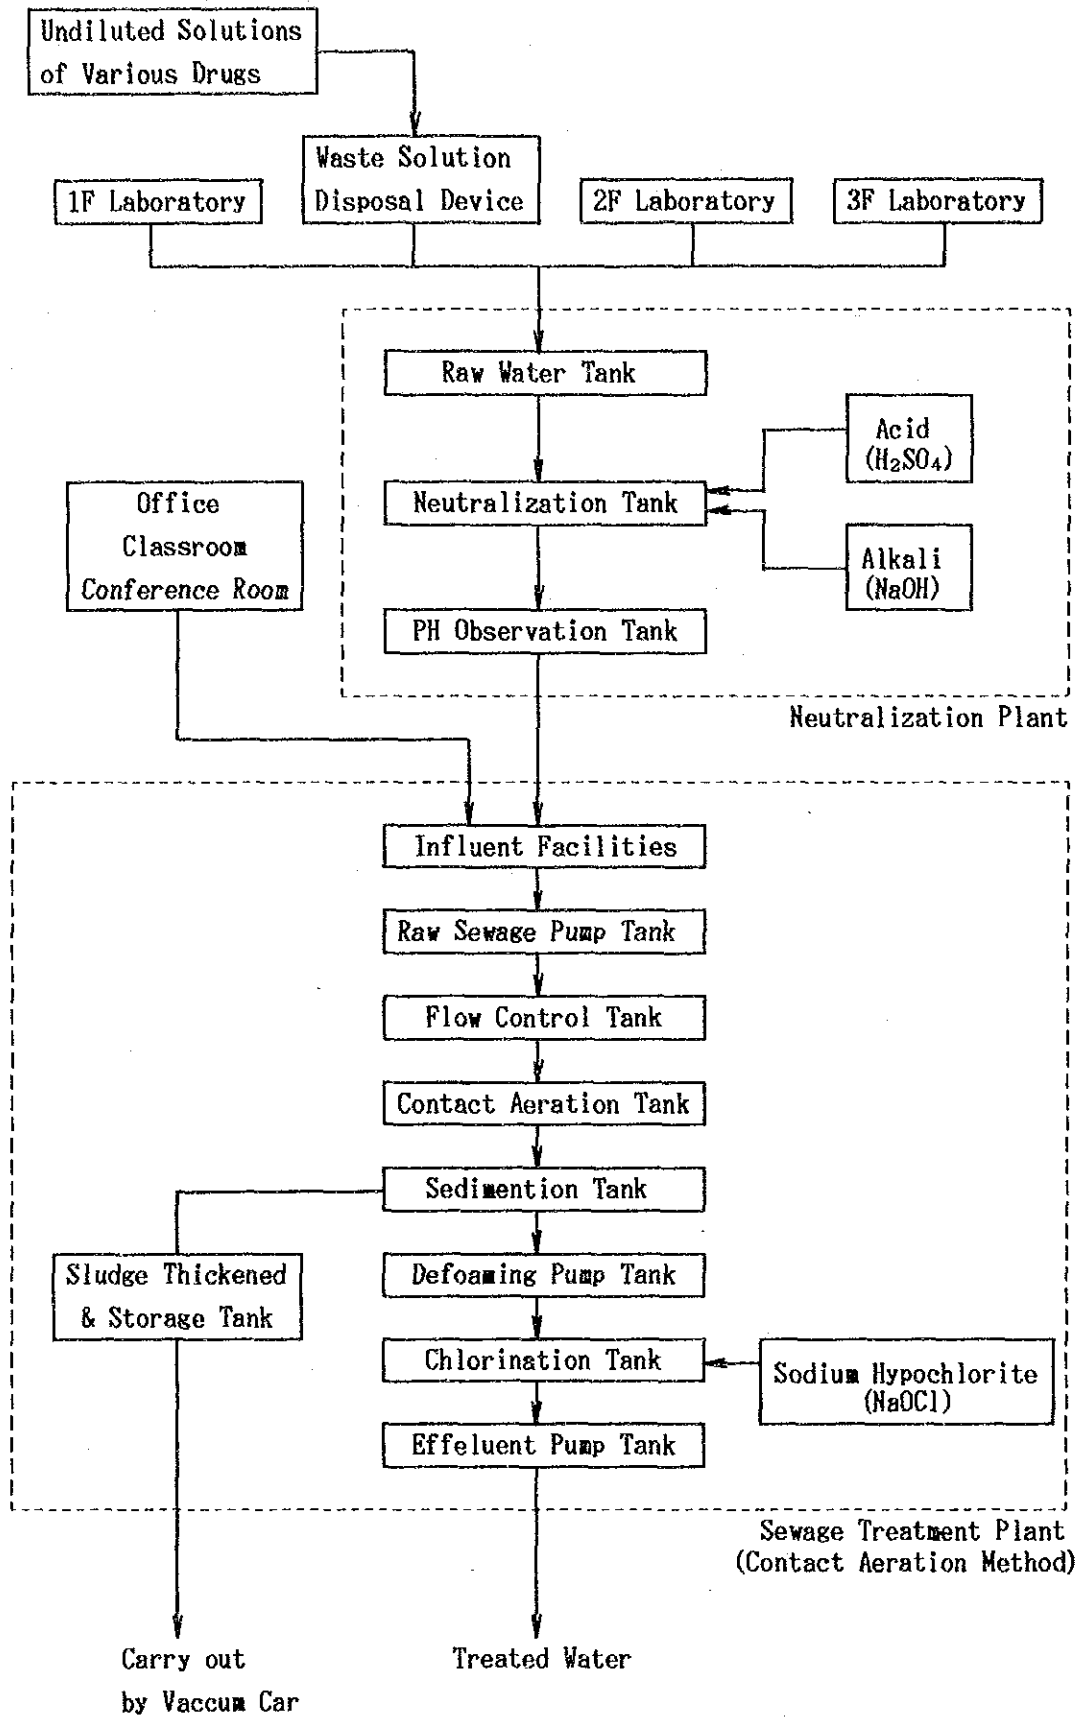 Undiluted Solutions
of Various Drugs
Waste Solution
Disposal Device
1F Laboratory
2F Laboratory
3F Laboratory
Raw Water Tank
Acid
(H₂SO₄)
Neutralization Tank
Office
Classroom
Conference Room
Alkali
(NaOH)
PH Observation Tank
Neutralization Plant
Influent Facilities
Raw Sewage Pump Tank
Flow Control Tank
Contact Aeration Tank
Sedimention Tank
Sludge Thickened
& Storage Tank
Defoaming Pump Tank
Chlorination Tank
Sodium Hypochlorite
(NaOCl)
Effeluent Pump Tank
Sewage Treatment Plant
(Contact Aeration Method)
Carry out
by Vaccum Car
Treated Water